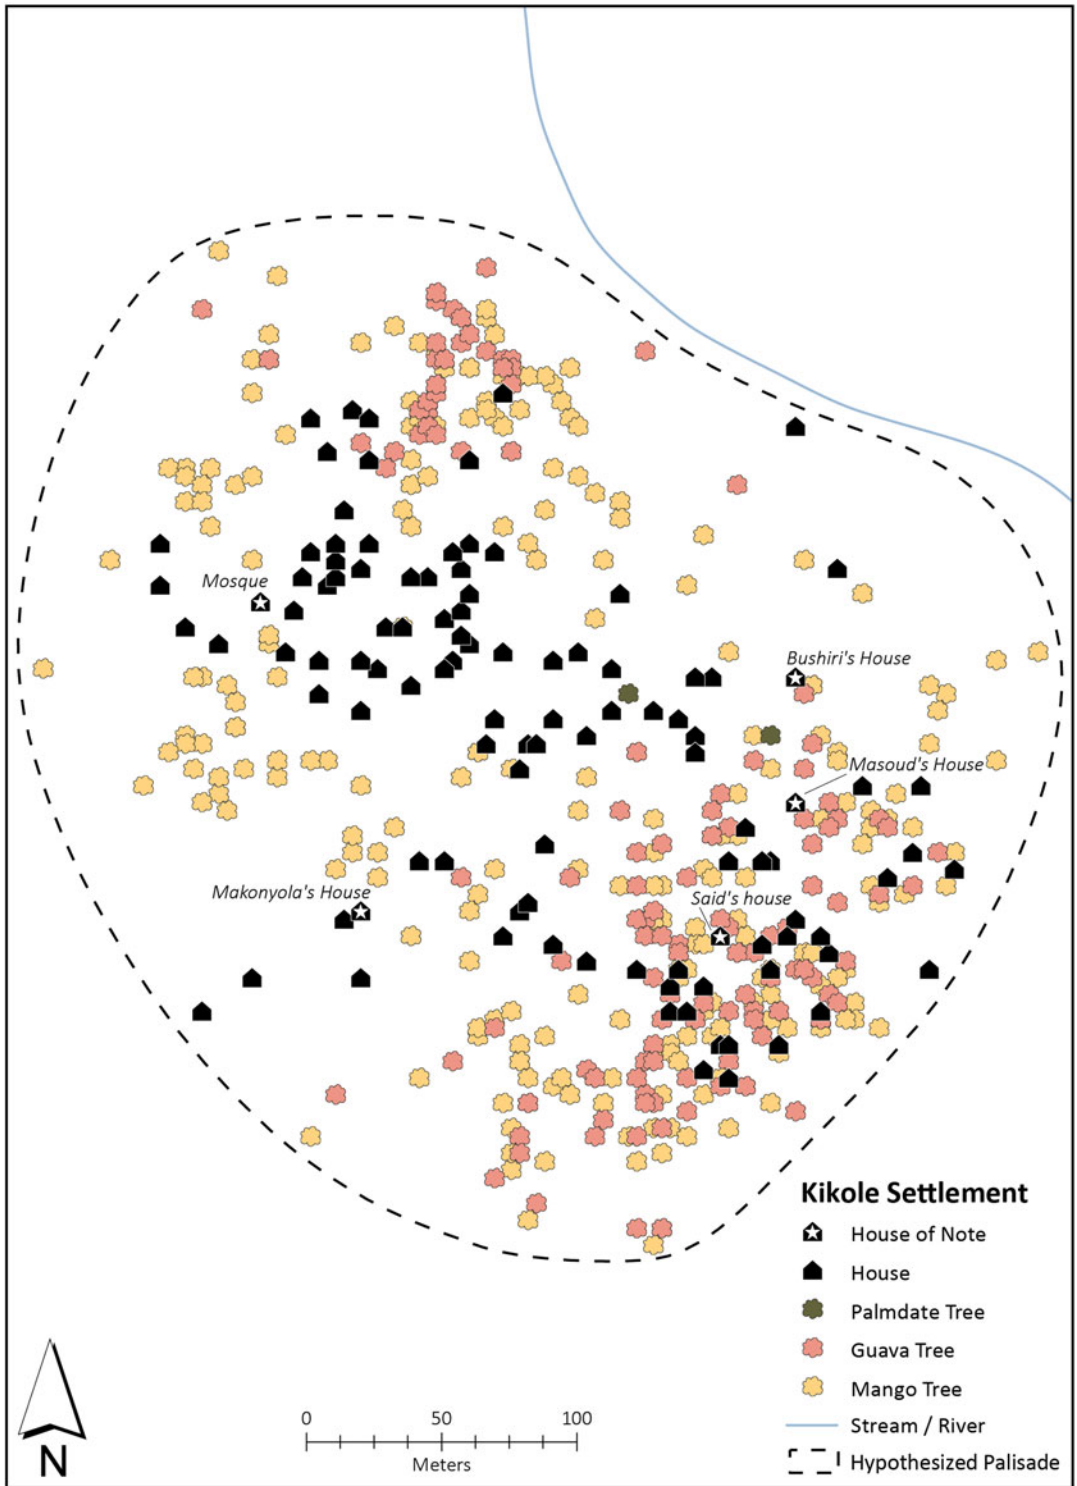 Mosque
Bushiri's House
Masoud's House
Makonyola's House
Said's house
Kikole Settlement
House of Note
House
Palmdate Tree
Guava Tree
Mango Tree
Stream / River
Hypothesized Palisade
0 50 100
Meters
N